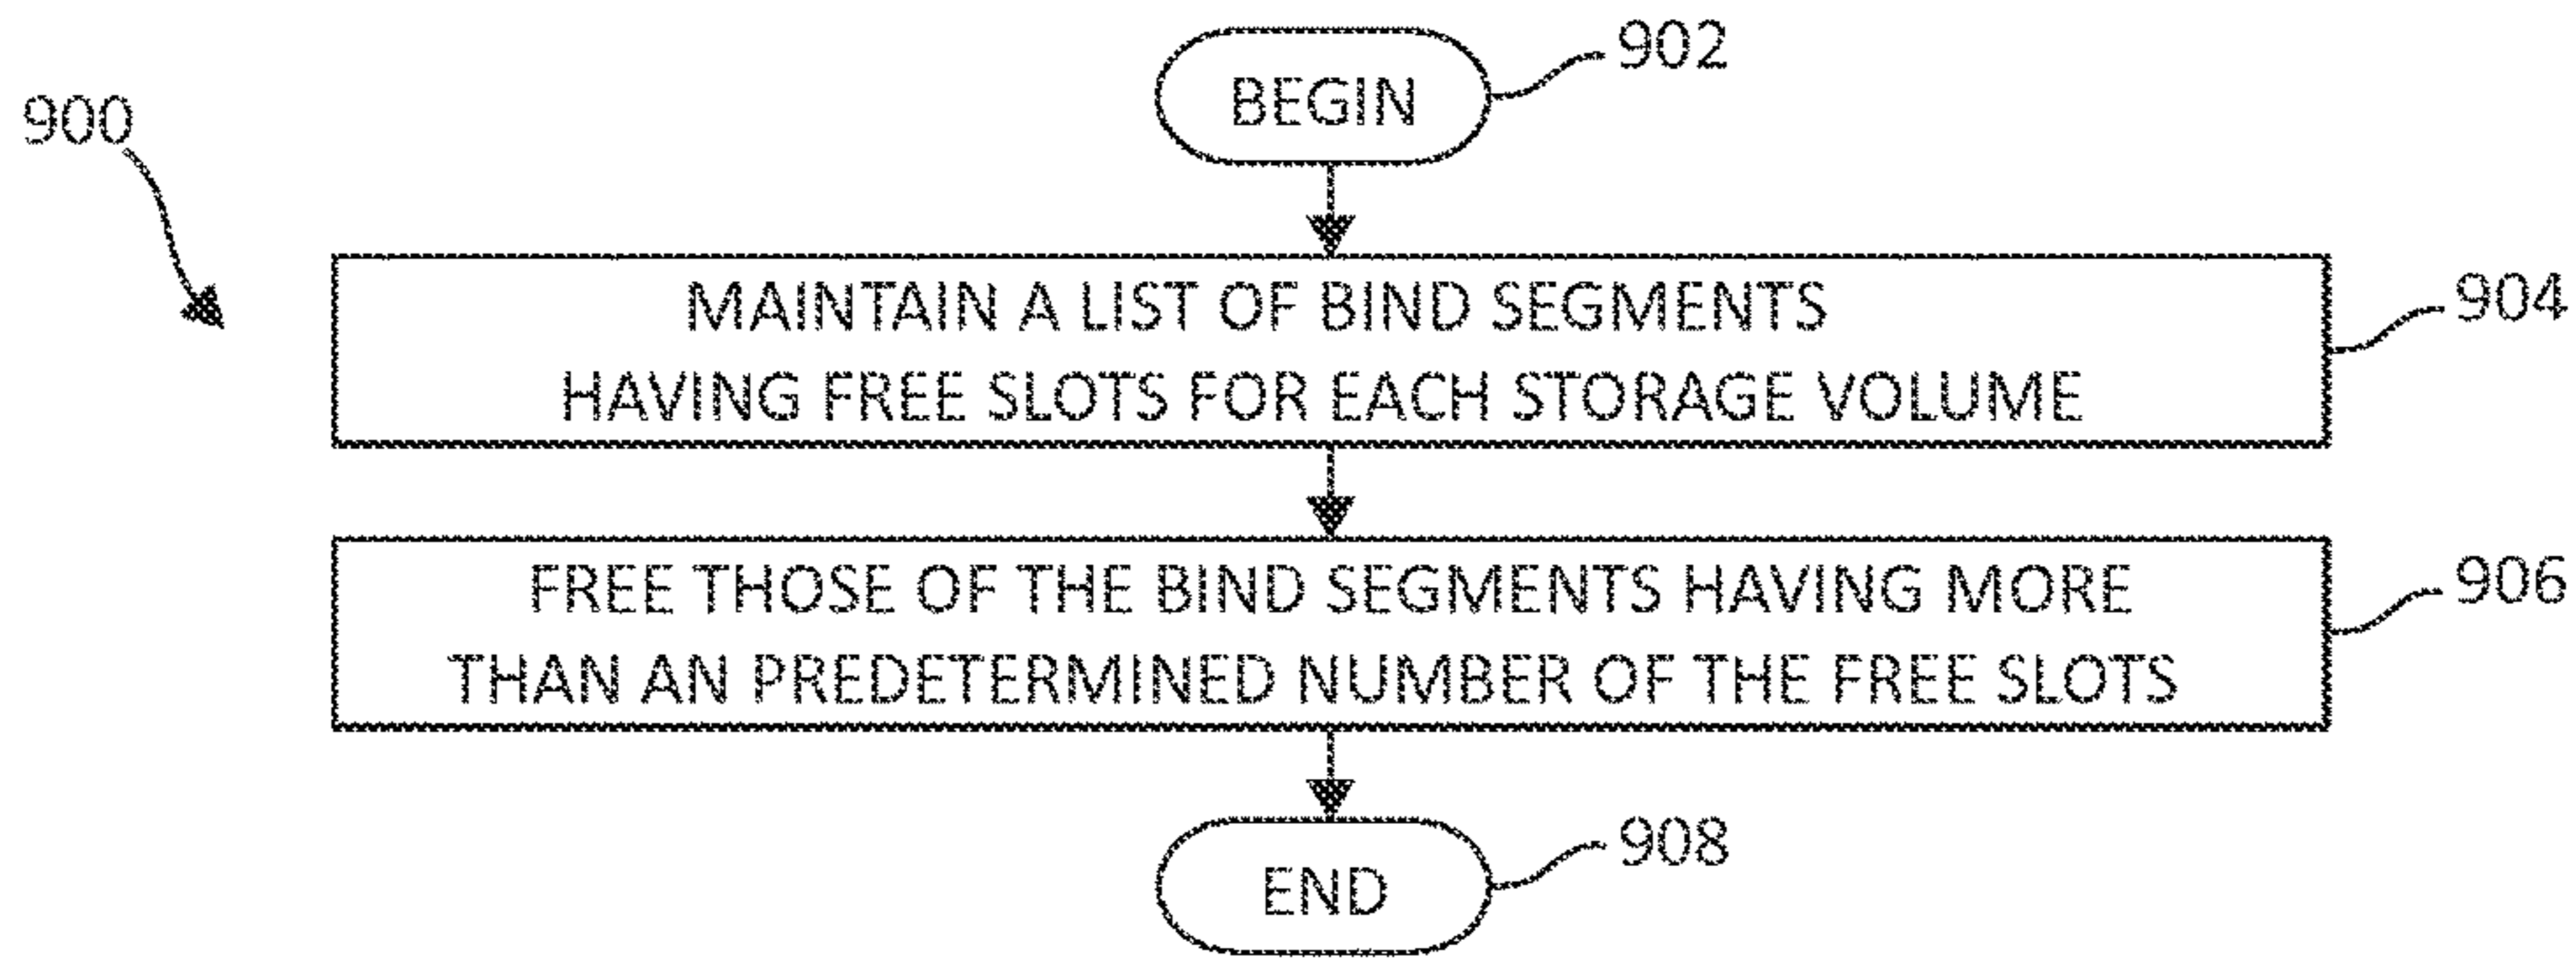 900
BEGIN
902
MAINTAIN A LIST OF BIND SEGMENTS
HAVING FREE SLOTS FOR EACH STORAGE VOLUME
904
FREE THOSE OF THE BIND SEGMENTS HAVING MORE
THAN AN PREDETERMINED NUMBER OF THE FREE SLOTS
906
END
908